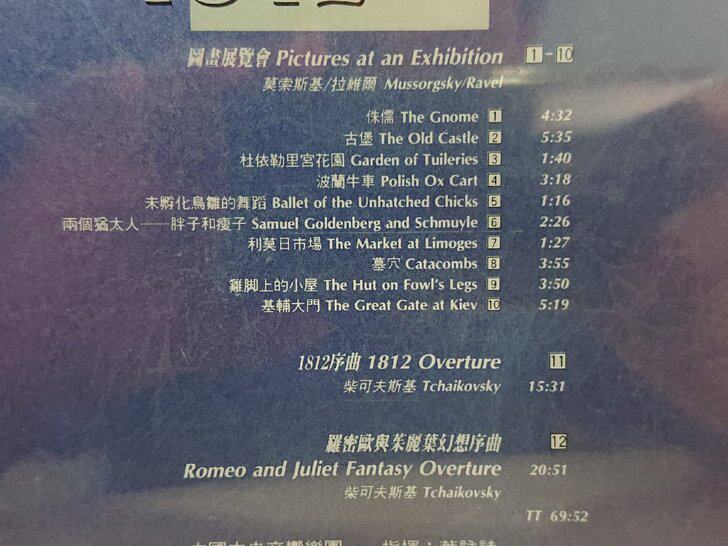 1812
圖畫展覽會 Pictures at an Exhibition 1-10
莫索斯基/拉維爾 Mussorgsky/Ravel
侏儒 The Gnome 1 4:32
古堡 The Old Castle 2 5:35
杜依勒里宮花園 Garden of Tuileries 3 1:40
波蘭牛車 Polish Ox Cart 4 3:18
未孵化鳥雛的舞蹈 Ballet of the Unhatched Chicks 5 1:16
兩個猶太人——胖子和瘦子 Samuel Goldenberg and Schmuyle 6 2:26
利莫日市場 The Market at Limoges 7 1:27
墓穴 Catacombs 8 3:55
雞脚上的小屋 The Hut on Fowl's Legs 9 3:50
基輔大門 The Great Gate at Kiev 10 5:19
1812序曲 1812 Overture 11
柴可夫斯基 Tchaikovsky 15:31
羅密歐與茱麗葉幻想序曲 12
Romeo and Juliet Fantasy Overture 20:51
柴可夫斯基 Tchaikovsky
TT 69:52